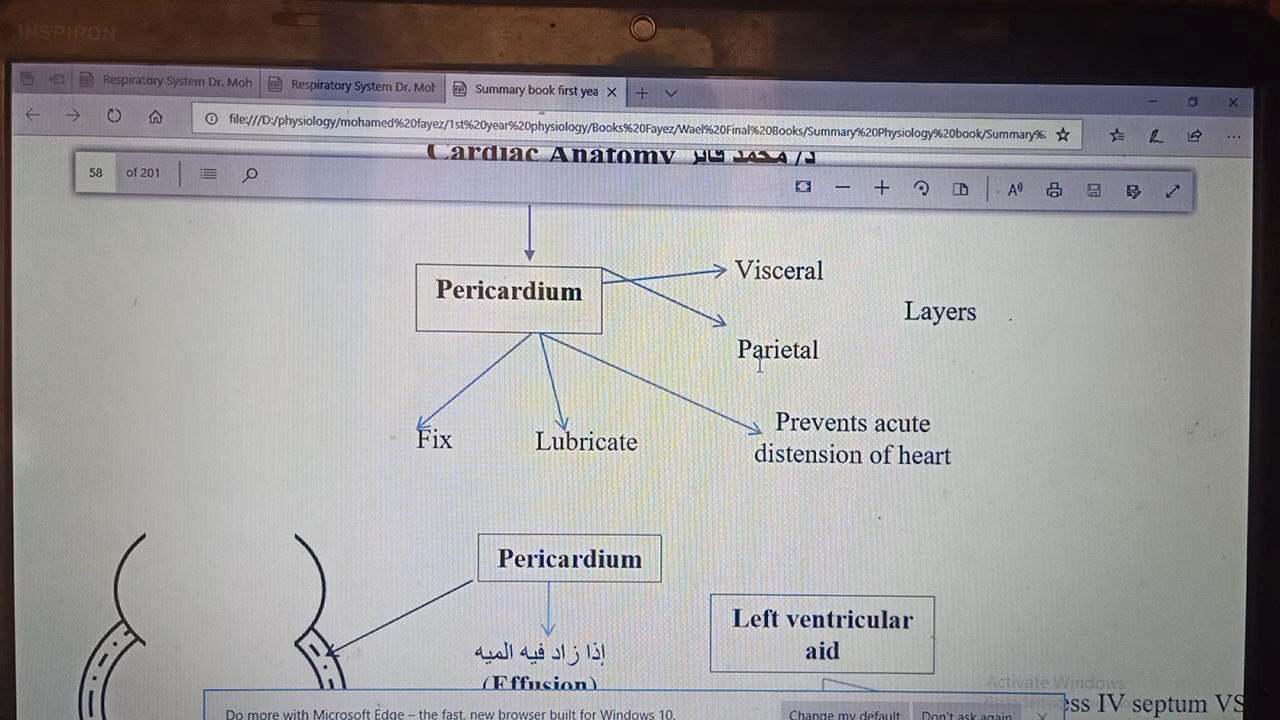 INSPIRON
Respiratory System Dr. Moh
Respiratory System Dr. Moh
Summary book first yea
file:///D:/physiology/mohamed%20fayez/1st%20year%20physiology/Books%20Fayez/Wael%20Final%20Books/Summary%20Physiology%20book/Summary%
Cardiac Anatomy د/ محمد فايز
58 of 201
Pericardium
Visceral
Layers
Parietal
Fix
Lubricate
Prevents acute
distension of heart
Pericardium
Left ventricular
aid
إذا زاد فيه الميه
(Effusion)
Activate Windows
ess IV septum VS
Do more with Microsoft Edge – the fast, new browser built for Windows 10.
Change my default
Don't ask again